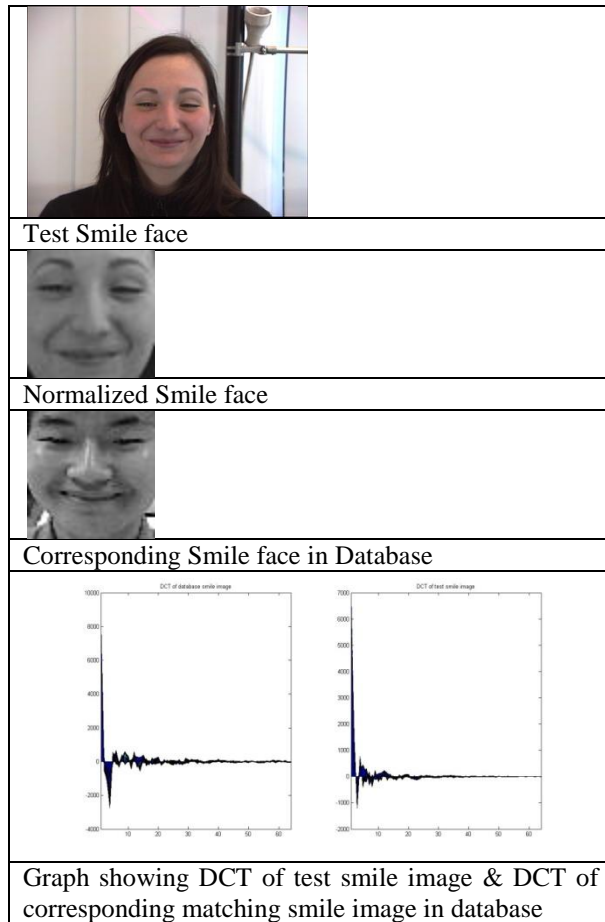 Test Smile face
Normalized Smile face
Corresponding Smile face in Database
DCT of database smile image
10000
8000
6000
4000
2000
0
-2000
-4000
10 20 30 40 50 60
DCT of test smile image
7000
6000
5000
4000
3000
2000
1000
0
-1000
-2000
10 20 30 40 50 60
Graph showing DCT of test smile image & DCT of
corresponding matching smile image in database